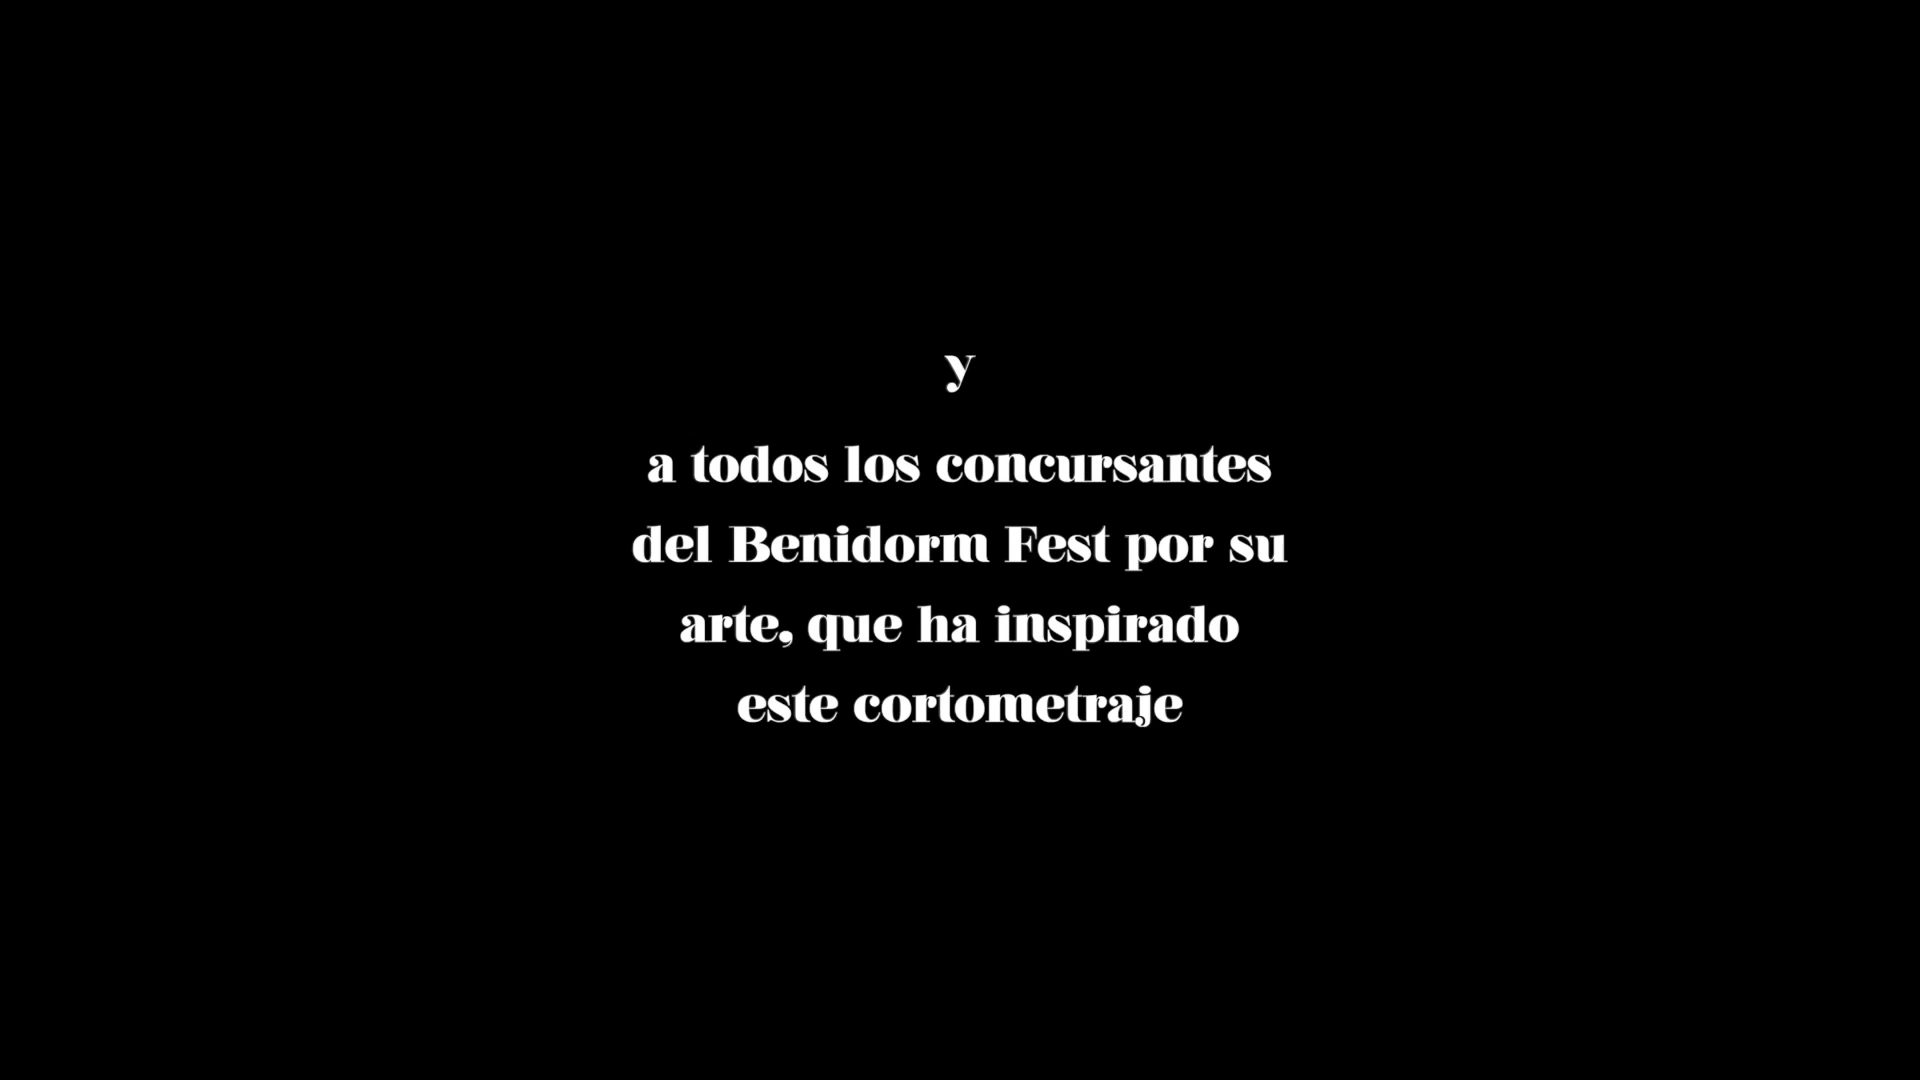 y
a todos los concursantes
del Benidorm Fest por su
arte, que ha inspirado
este cortometraje